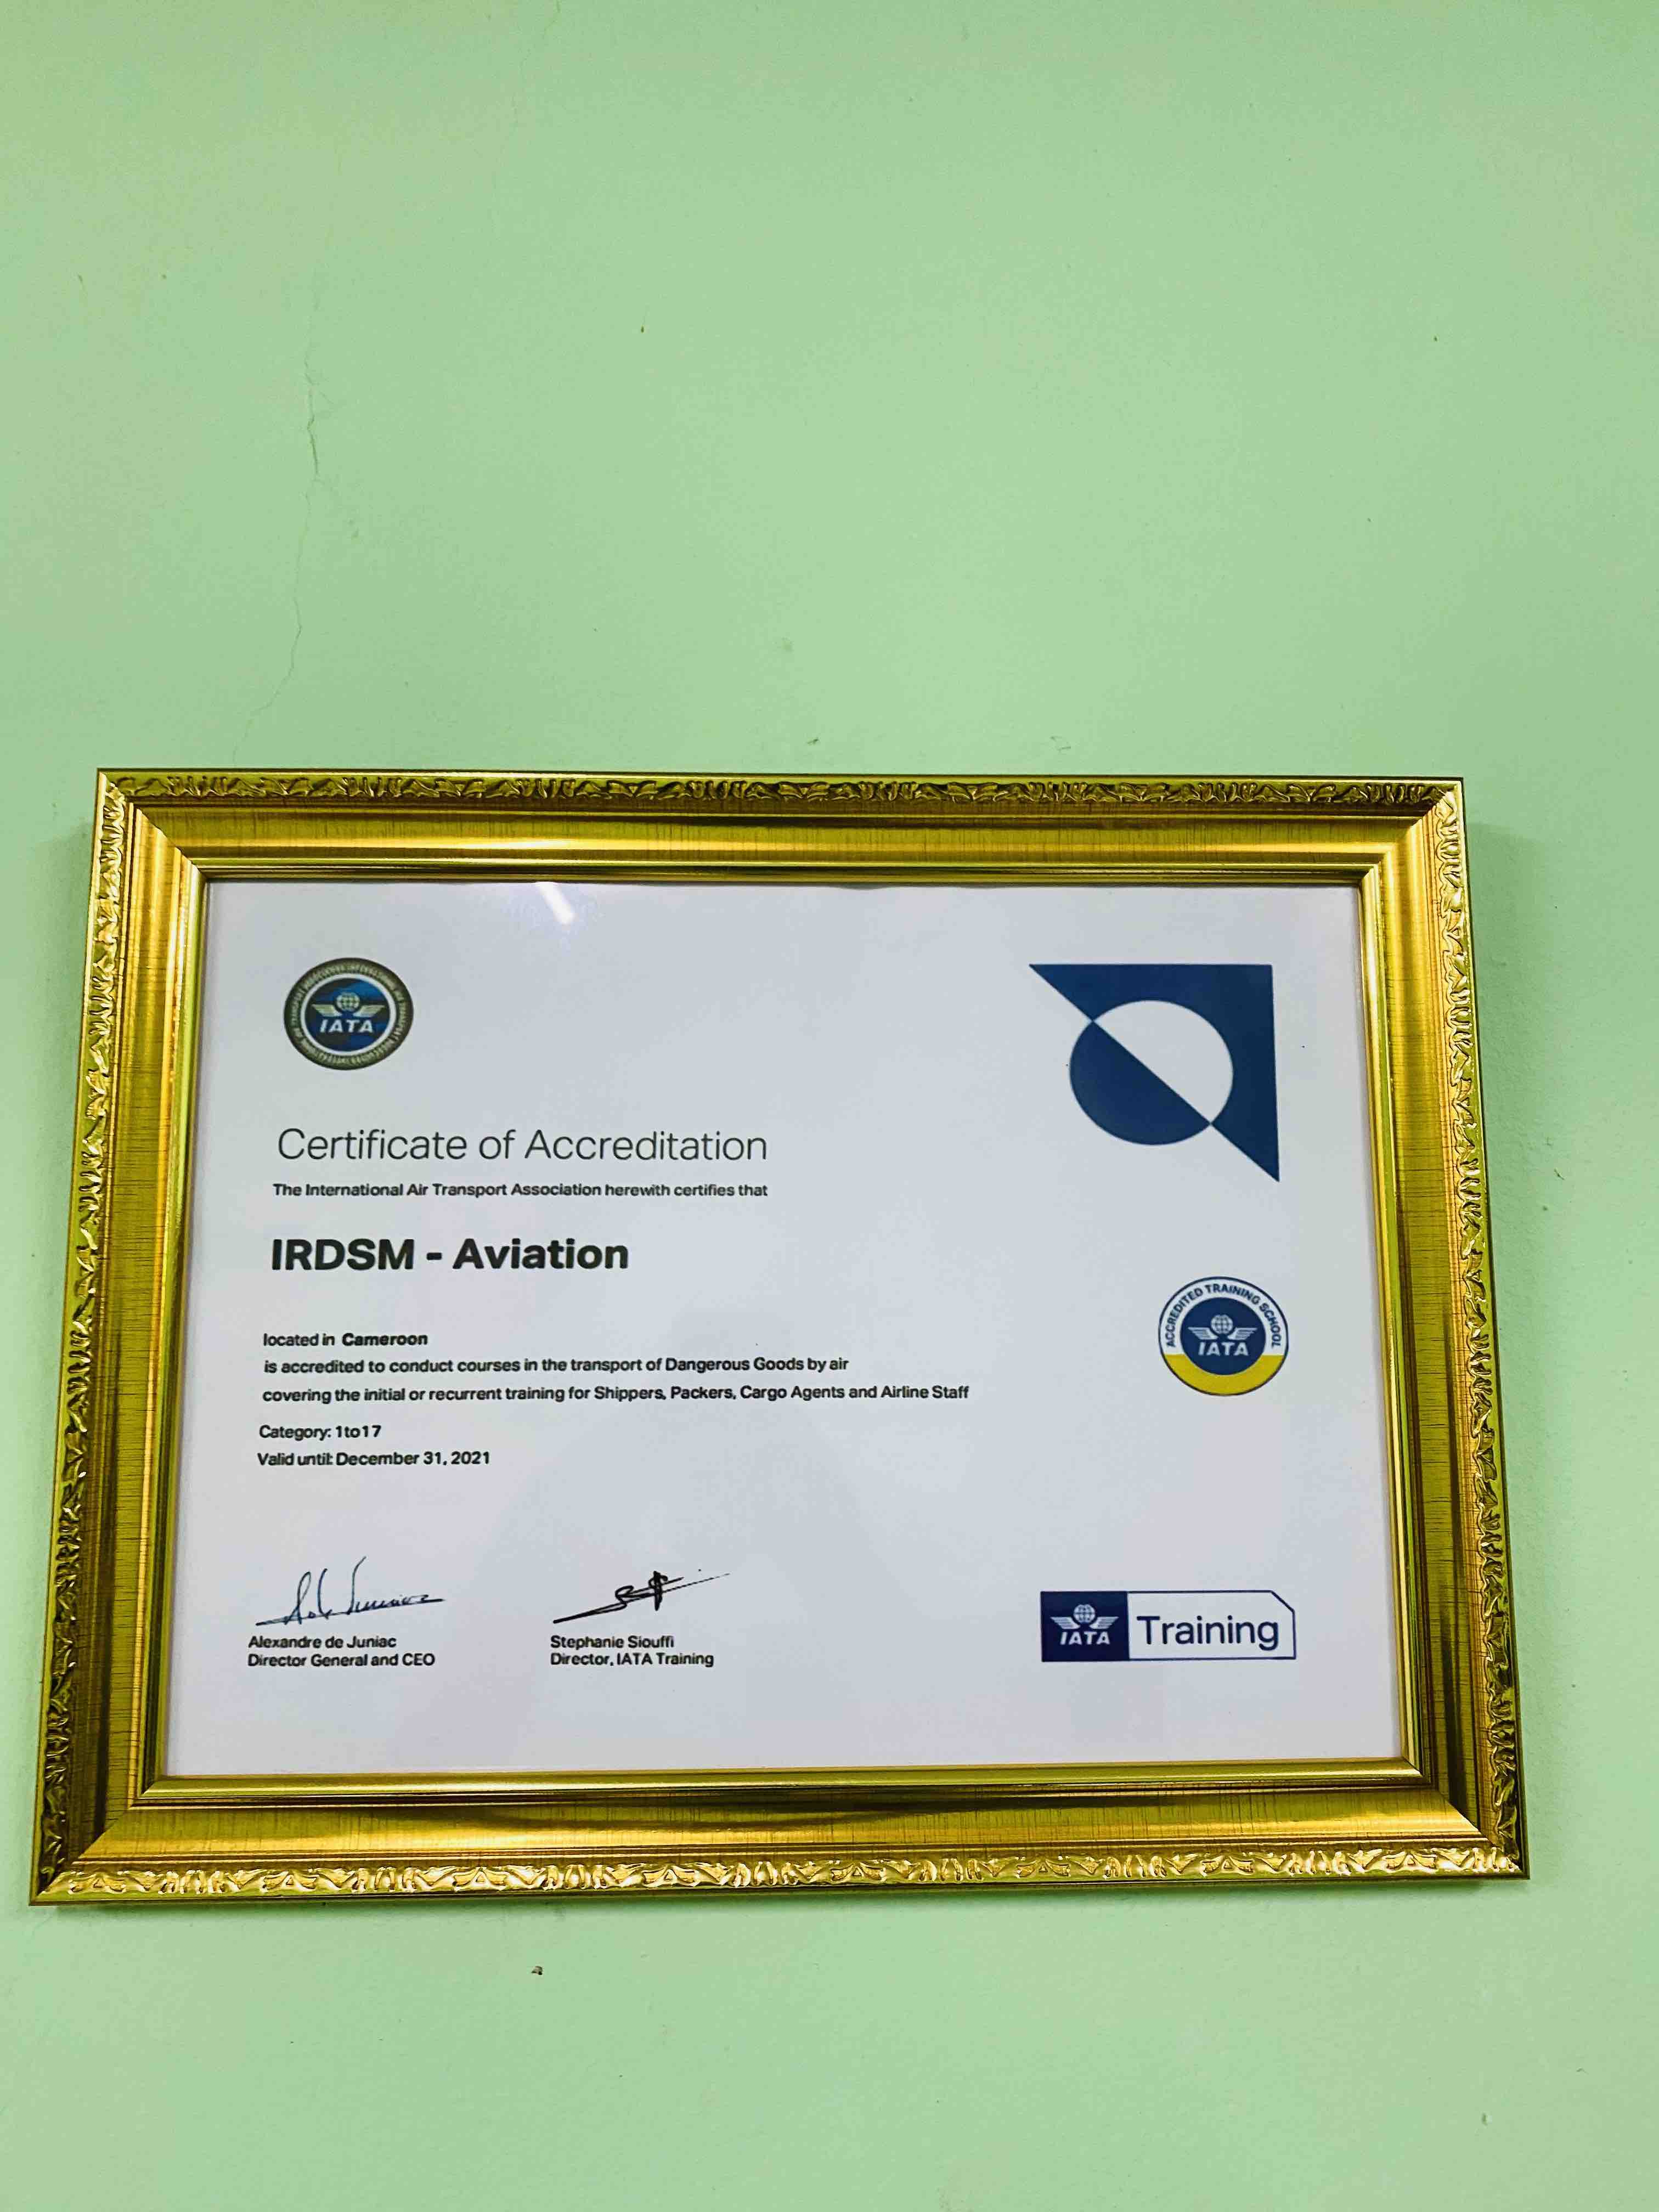 IATA
Certificate of Accreditation
The International Air Transport Association herewith certifies that
IRDSM - Aviation
located in Cameroon
is accredited to conduct courses in the transport of Dangerous Goods by air
covering the initial or recurrent training for Shippers, Packers, Cargo Agents and Airline Staff
Category: 1to17
Valid until: December 31, 2021
ACCREDITED TRAINING SCHOOL
IATA
Alexandre de Juniac
Director General and CEO
Stephanie Siouffi
Director, IATA Training
IATA Training